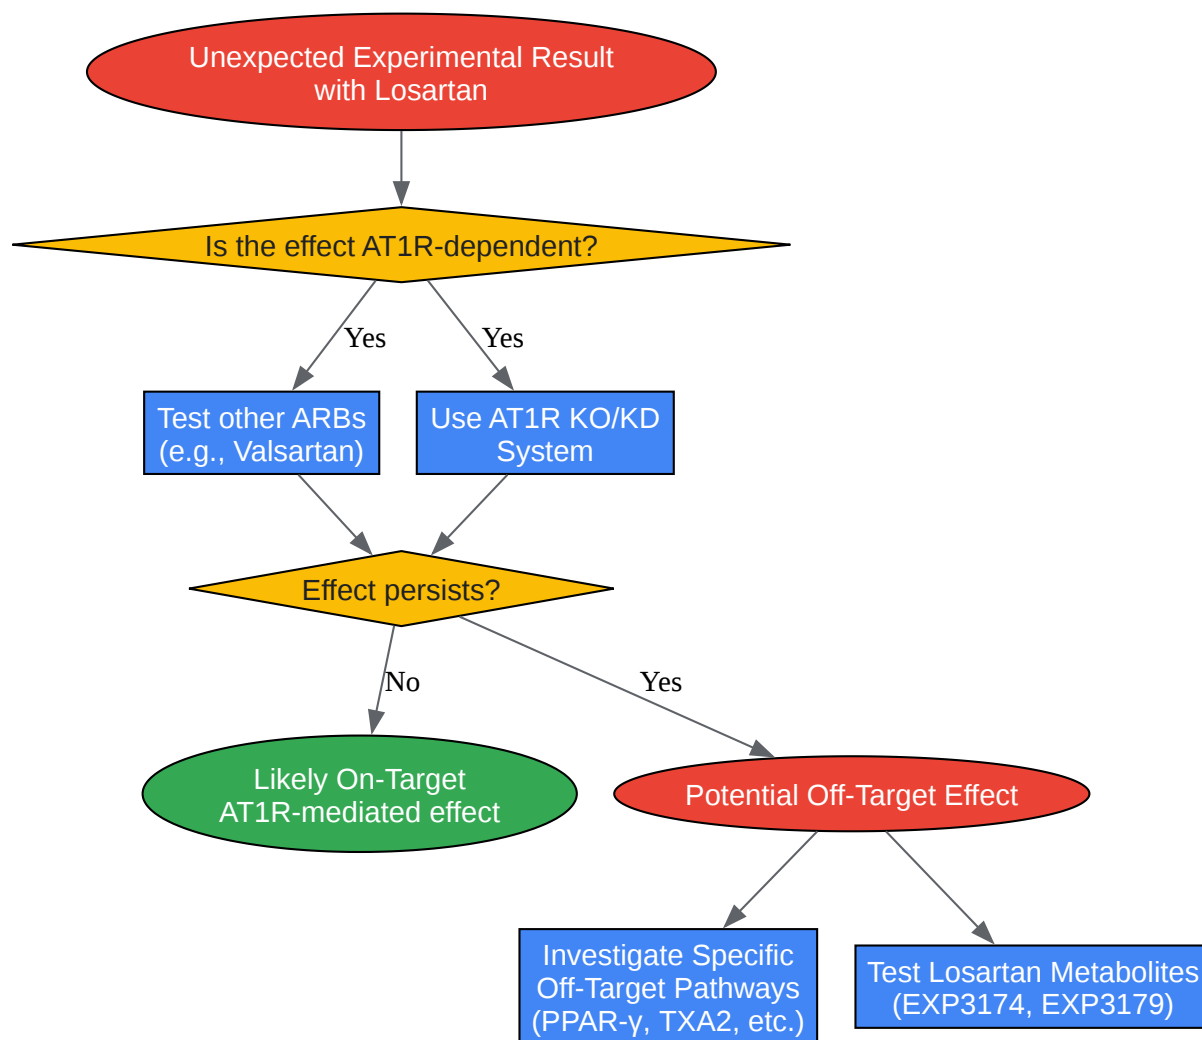 Unexpected Experimental Result
with Losartan
Is the effect AT1R-dependent?
Yes
Yes
Test other ARBs
(e.g., Valsartan)
Use AT1R KO/KD
System
Effect persists?
No
Yes
Likely On-Target
AT1R-mediated effect
Potential Off-Target Effect
Investigate Specific
Off-Target Pathways
(PPAR-γ, TXA2, etc.)
Test Losartan Metabolites
(EXP3174, EXP3179)